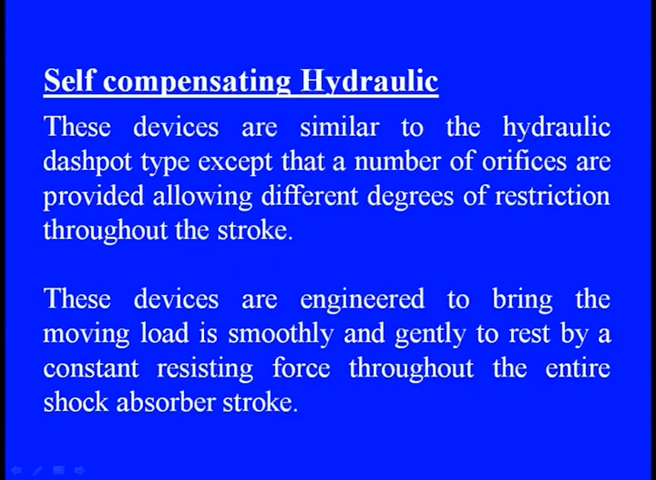 Self compensating Hydraulic
These devices are similar to the hydraulic
dashpot type except that a number of orifices are
provided allowing different degrees of restriction
throughout the stroke.
These devices are engineered to bring the
moving load is smoothly and gently to rest by a
constant resisting force throughout the entire
shock absorber stroke.